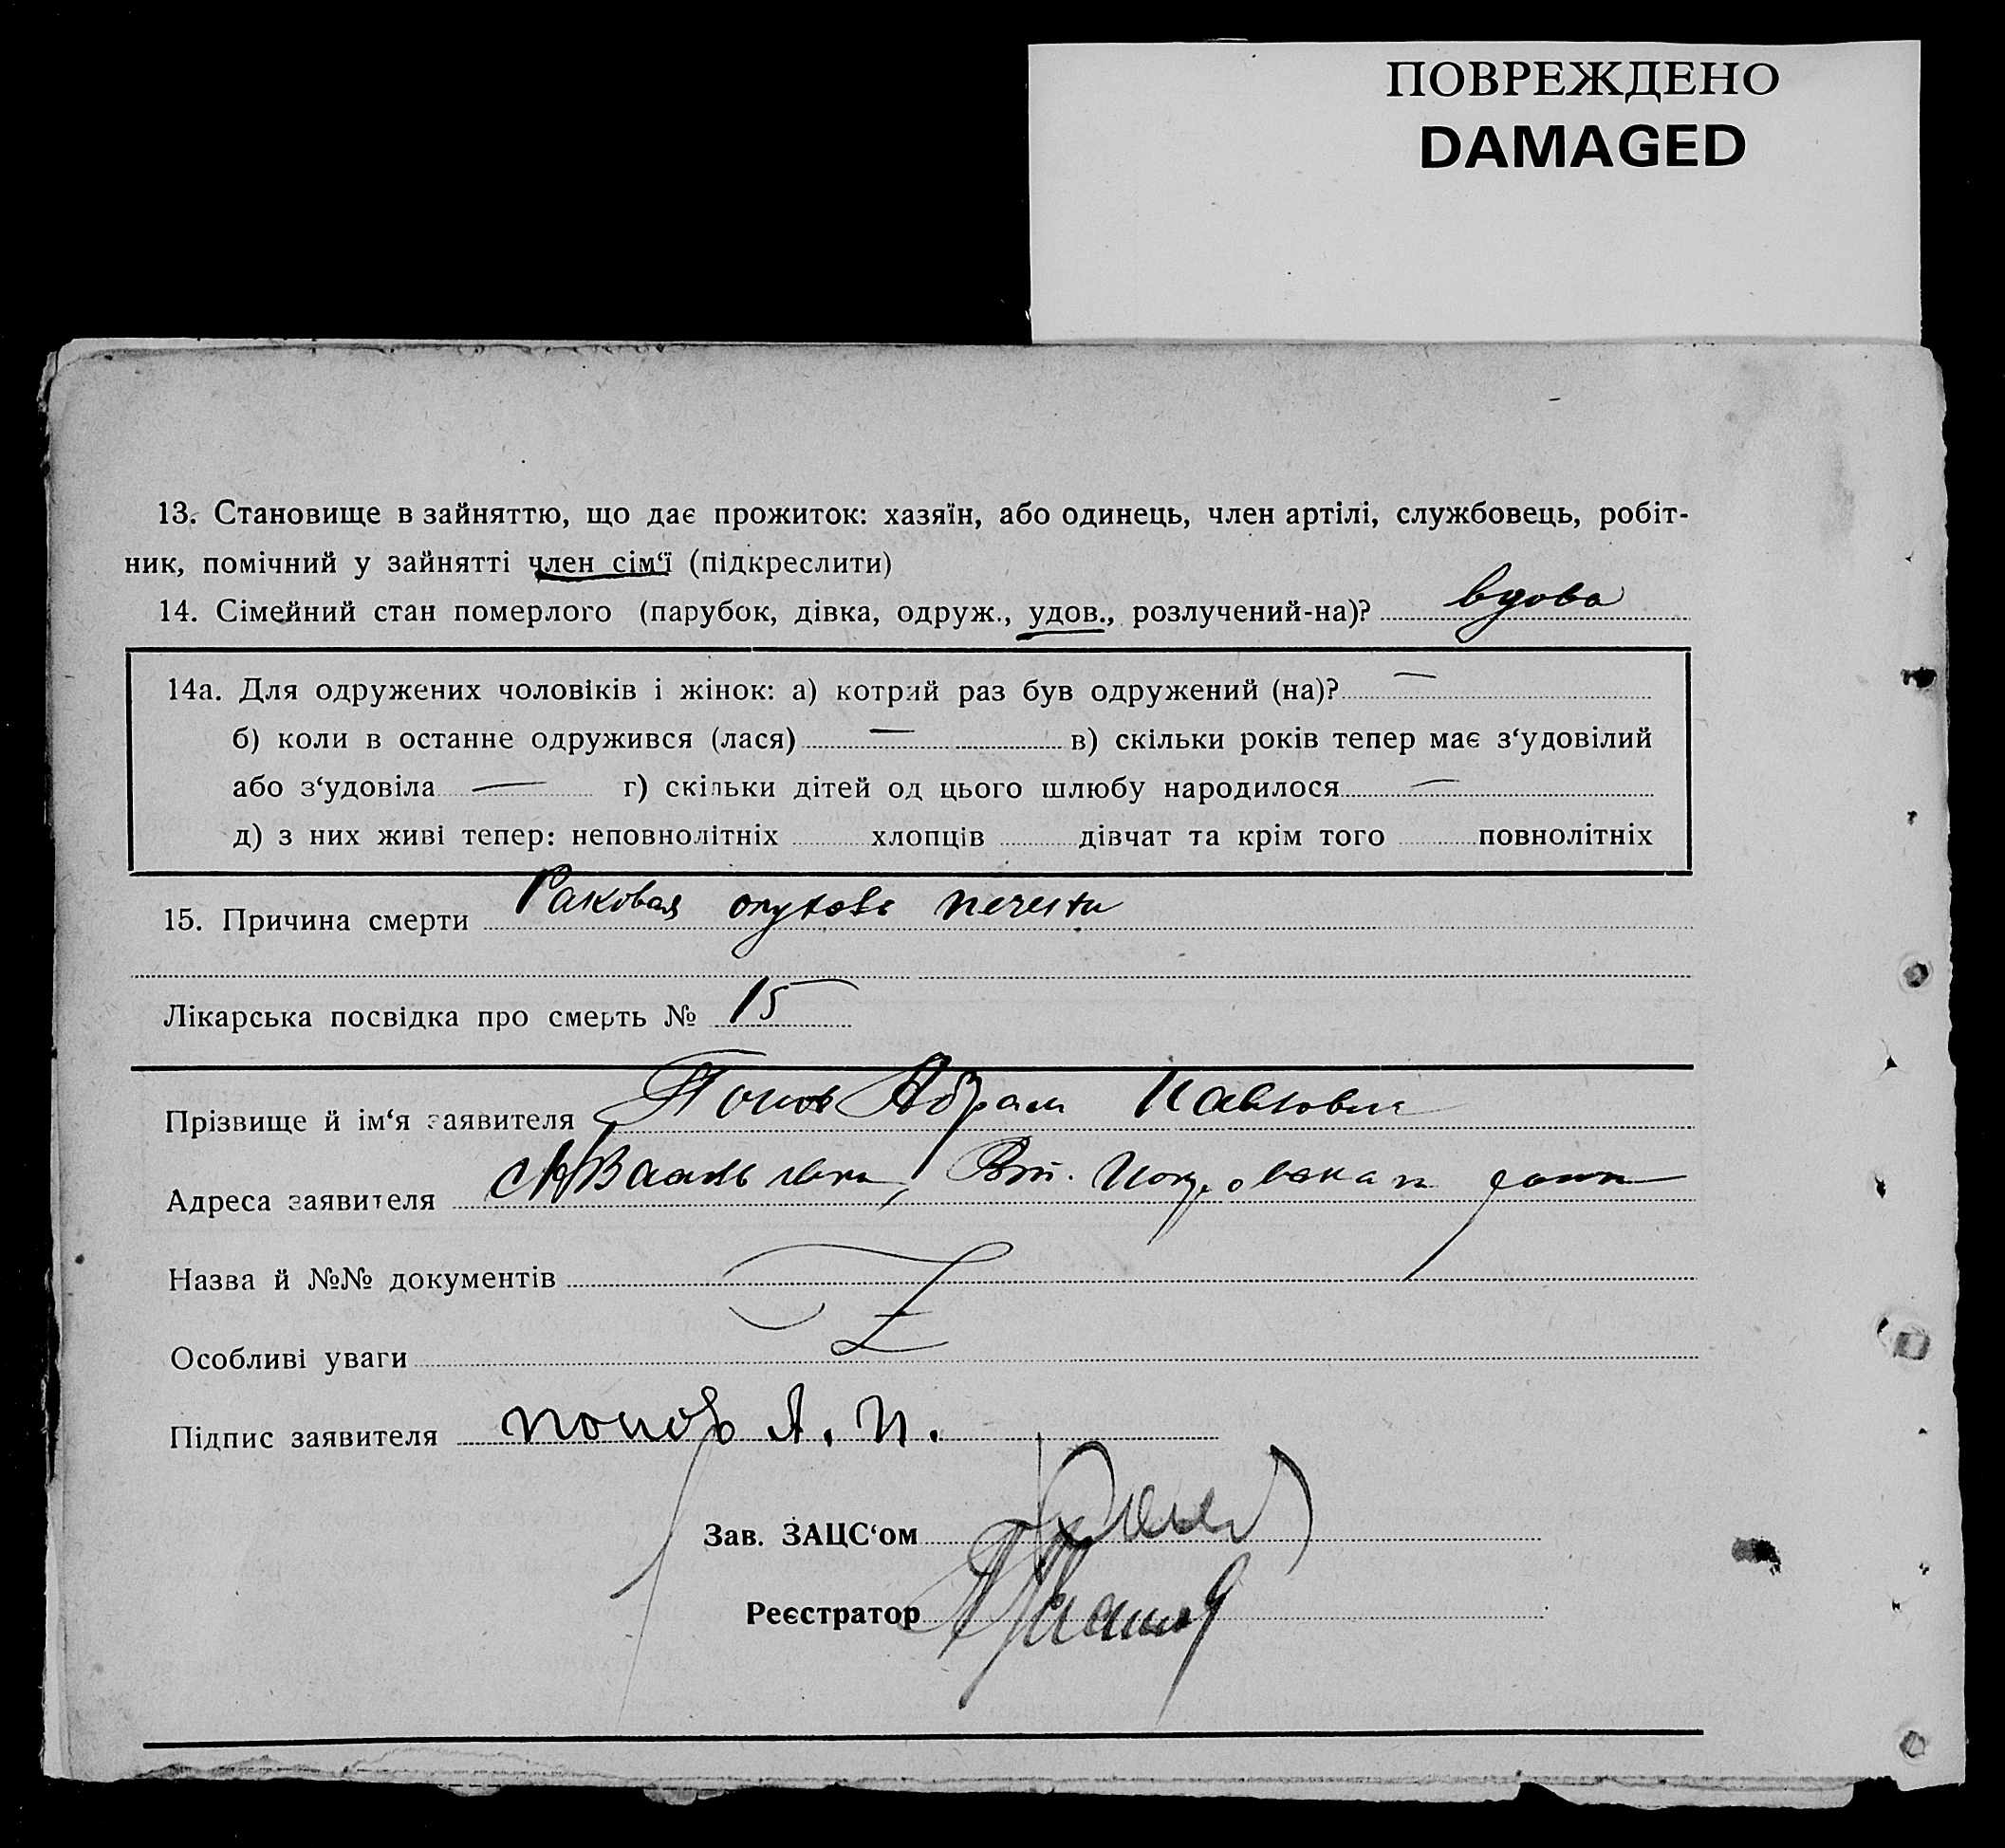 ПОВРЕЖДЕНО
DAMAGED
13. Становище в зайняттю, що дає прожиток: хазяїн, або одинець, член артілі, службовець, робіт-
ник, помічний у зайнятті член сім‘ї (підкреслити)
14. Сімейний стан померлого (парубок, дівка, одруж., удов., розлучений-на)? вдова
14а. Для одружених чоловіків і жінок: а) котрий раз був одружений (на)? —
б) коли в останне одружився (лася) — в) скільки років тепер має з‘удовілий
або з‘удовіла — г) скільки дітей од цього шлюбу народилося —
д) з них живі тепер: неповнолітніх хлопців дівчат та крім того повнолітніх
15. Причина смерти Раковая опухоль печени
Лікарська посвідка про смерть № 15
Прізвище й ім‘я заявителя Попов Абрам Павлович
Адреса заявителя
Назва й №№ документів
Особливі уваги
Підпис заявителя Попов А. П.
Зав. ЗАЦС‘ом
Реєстратор